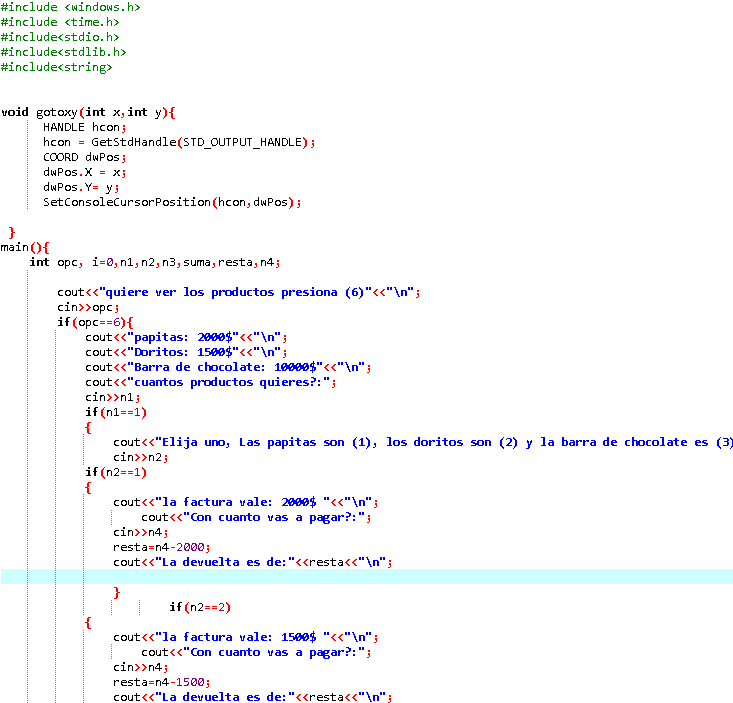 #include <windows.h>
#include <time.h>
#include<stdio.h>
#include<stdlib.h>
#include<string>
void gotoxy(int x,int y){
HANDLE hcon;
hcon = GetStdHandle(STD_OUTPUT_HANDLE);
COORD dwPos;
dwPos.X = x;
dwPos.Y= y;
SetConsoleCursorPosition(hcon,dwPos);
}
main(){
int opc, i=0,n1,n2,n3,suma,resta,n4;
cout<<"quiere ver los productos presiona (6)"<<"\n";
cin>>opc;
if(opc==6){
cout<<"papitas: 2000$"<<"\n";
cout<<"Doritos: 1500$"<<"\n";
cout<<"Barra de chocolate: 10000$"<<"\n";
cout<<"cuantos productos quieres?:";
cin>>n1;
if(n1==1)
{
cout<<"Elija uno, Las papitas son (1), los doritos son (2) y la barra de chocolate es (3)
cin>>n2;
if(n2==1)
{
cout<<"la factura vale: 2000$ "<<"\n";
cout<<"Con cuanto vas a pagar?:";
cin>>n4;
resta=n4-2000;
cout<<"La devuelta es de:"<<resta<<"\n";
}
if(n2==2)
{
cout<<"la factura vale: 1500$ "<<"\n";
cout<<"Con cuanto vas a pagar?:";
cin>>n4;
resta=n4-1500;
cout<<"La devuelta es de:"<<resta<<"\n";